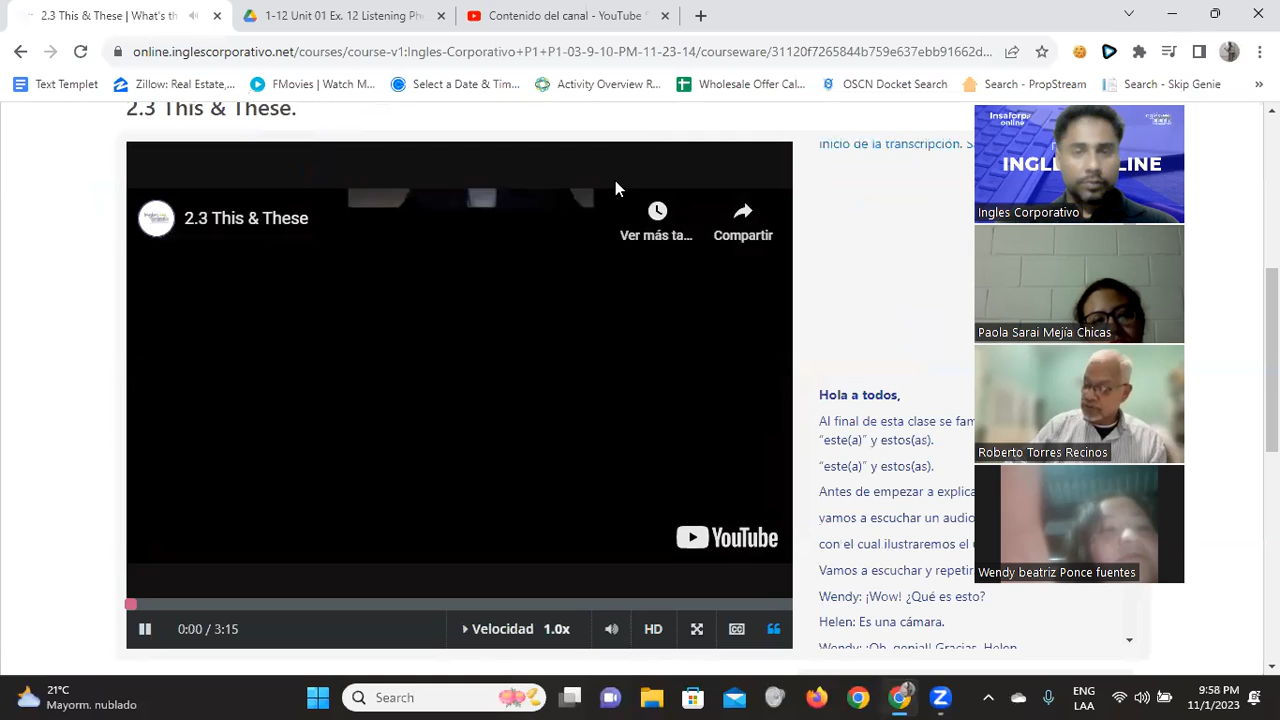 2.3 This & These | What's th
1-12 Unit 01 Ex. 12 Listening Ph
Contenido del canal - YouTube
online.inglescorporativo.net/courses/course-v1:Ingles-Corporativo+P1+P1-03-9-10-PM-11-23-14/courseware/31120f7265844b759e637ebb91662d...
Text Templet
Zillow: Real Estate,...
FMovies | Watch M...
Select a Date & Tim...
Activity Overview R...
Wholesale Offer Cal...
OSCN Docket Search
Search - PropStream
Search - Skip Genie
2.3 This & These.
2.3 This & These
Ver más ta...
Compartir
YouTube
0:00 / 3:15
Velocidad 1.0x
HD
inicio de la transcripción. S
Hola a todos,
Al final de esta clase se fam
“este(a)” y estos(as).
“este(a)” y estos(as).
Antes de empezar a explica
vamos a escuchar un audio
con el cual ilustraremos el u
Vamos a escuchar y repetir
Wendy: ¡Wow! ¿Qué es esto?
Helen: Es una cámara.
Wendy: ¡Oh, genial! Gracias, Helen
Insaforp
online
Ingles Corporativo
Paola Sarai Mejía Chicas
Roberto Torres Recinos
Wendy beatriz Ponce fuentes
21°C
Mayorm. nublado
Search
ENG
LAA
9:58 PM
11/1/2023